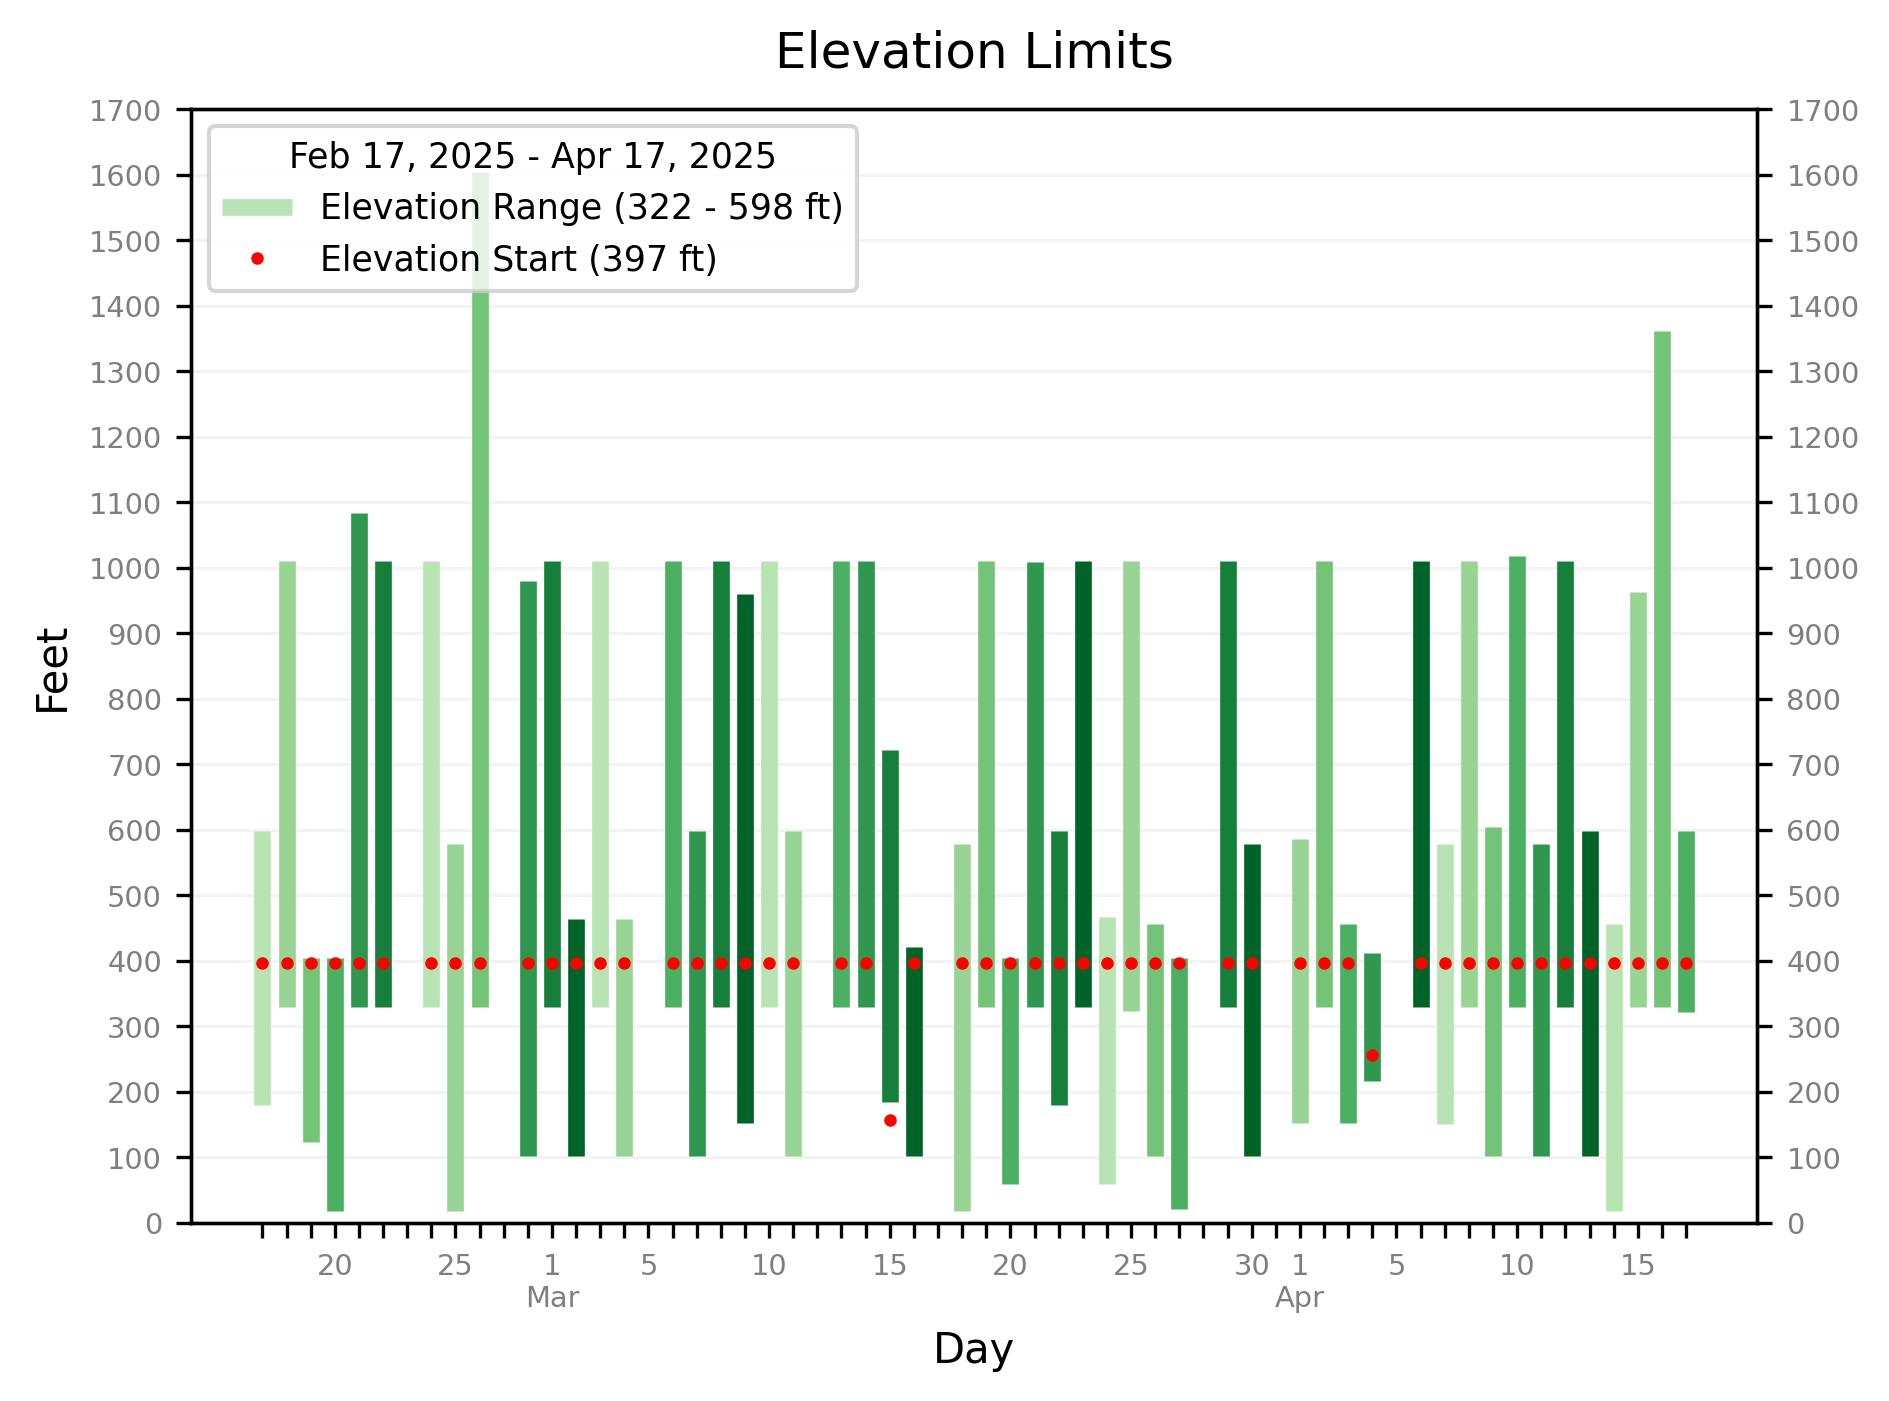 Elevation Limits
1700 1700
Feb 17, 2025 - Apr 17, 2025
1600 1600
Elevation Range (322 - 598 ft)
1500 1500
Elevation Start (397 ft)
1400 1400
1300 1300
1200 1200
1100 1100
1000 1000
900 900
800 800
Feet
700 700
600 600
500 500
400 400
300 300
200 200
100 100
0 0
20 25 1 5 10 15 20 25 30 1 5 10 15
Mar Apr
Day